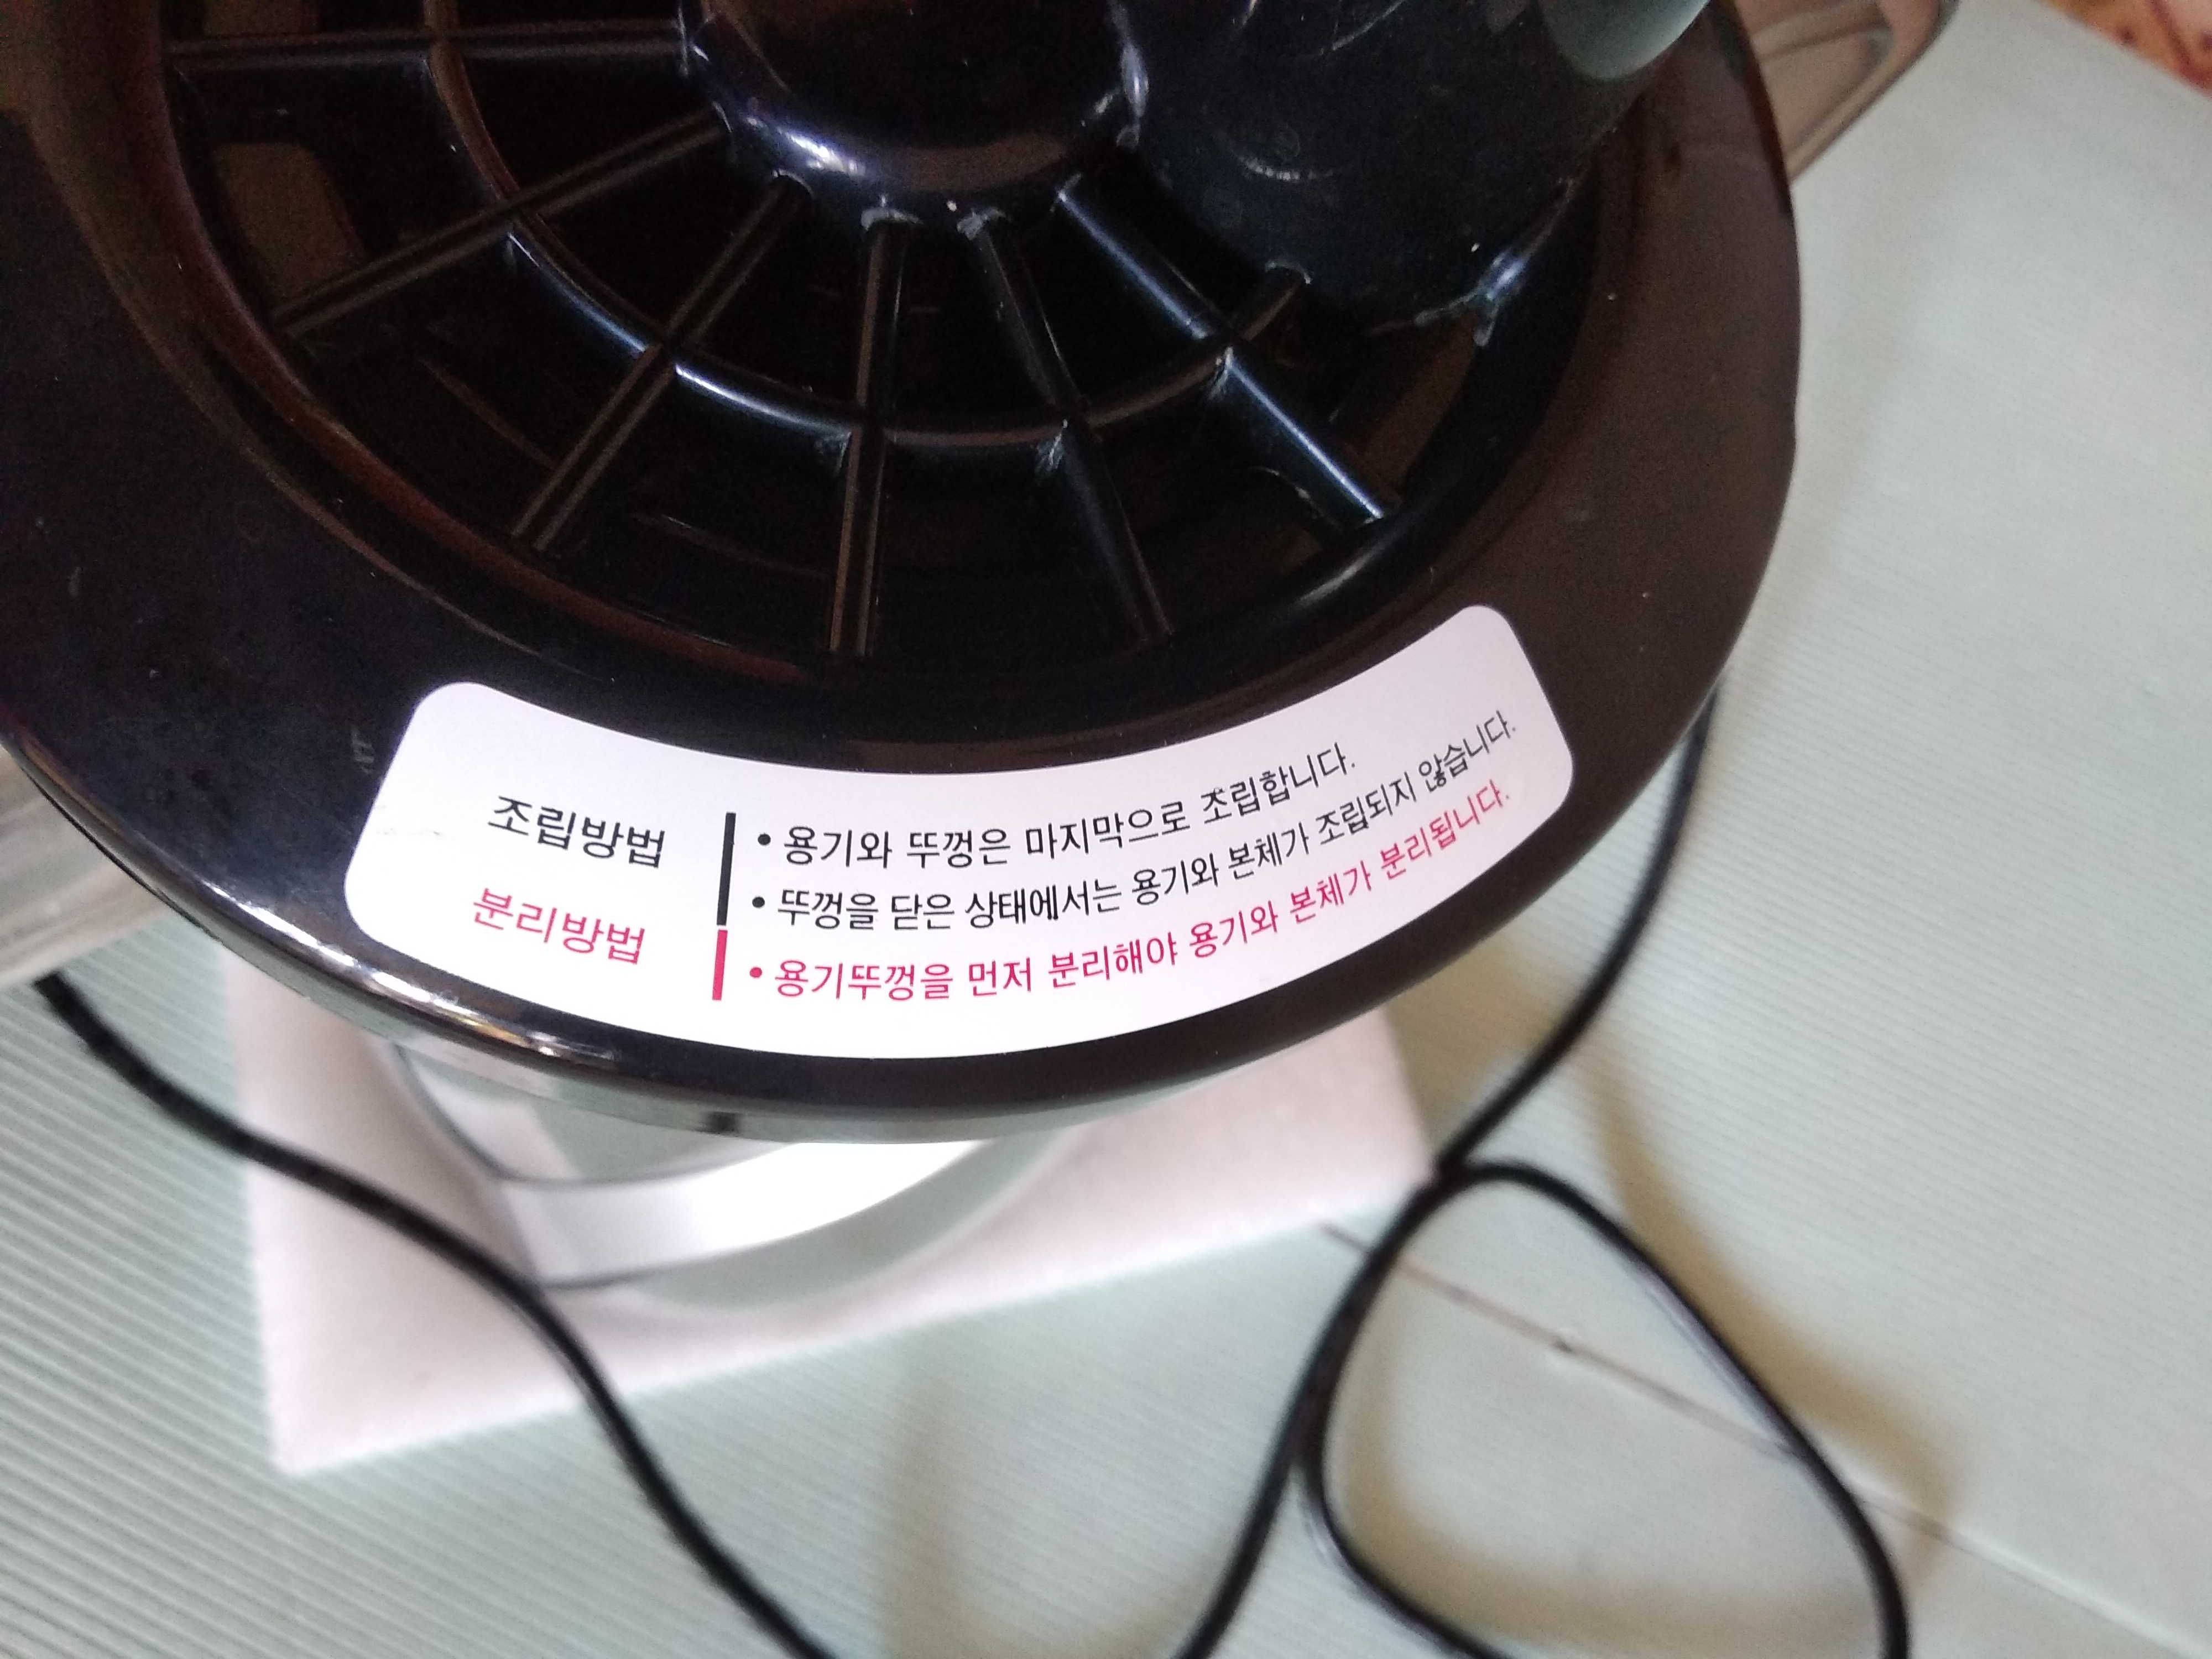 조립방법
• 용기와 뚜껑은 마지막으로 조립합니다.
• 뚜껑을 닫은 상태에서는 용기와 본체가 조립되지 않습니다.
분리방법
• 용기뚜껑을 먼저 분리해야 용기와 본체가 분리됩니다.